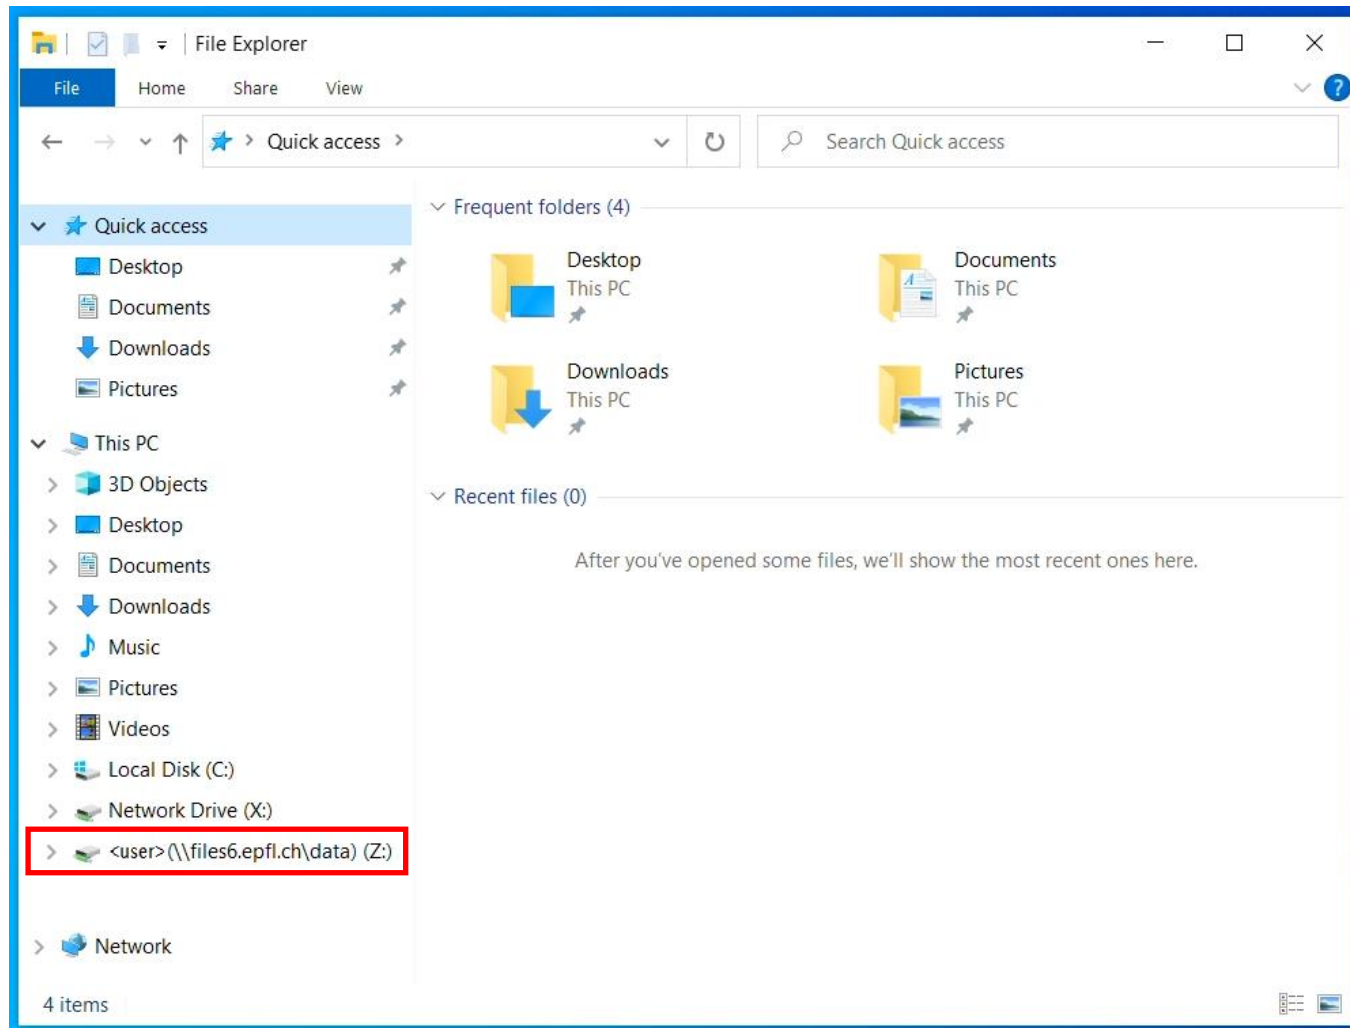 File Explorer
File Home Share View
Quick access
Search Quick access
Quick access
Desktop
Documents
Downloads
Pictures
This PC
3D Objects
Desktop
Documents
Downloads
Music
Pictures
Videos
Local Disk (C:)
Network Drive (X:)
<user>(\\files6.epfl.ch\data) (Z:)
Network
Frequent folders (4)
Desktop
This PC
Documents
This PC
Downloads
This PC
Pictures
This PC
Recent files (0)
After you've opened some files, we'll show the most recent ones here.
4 items